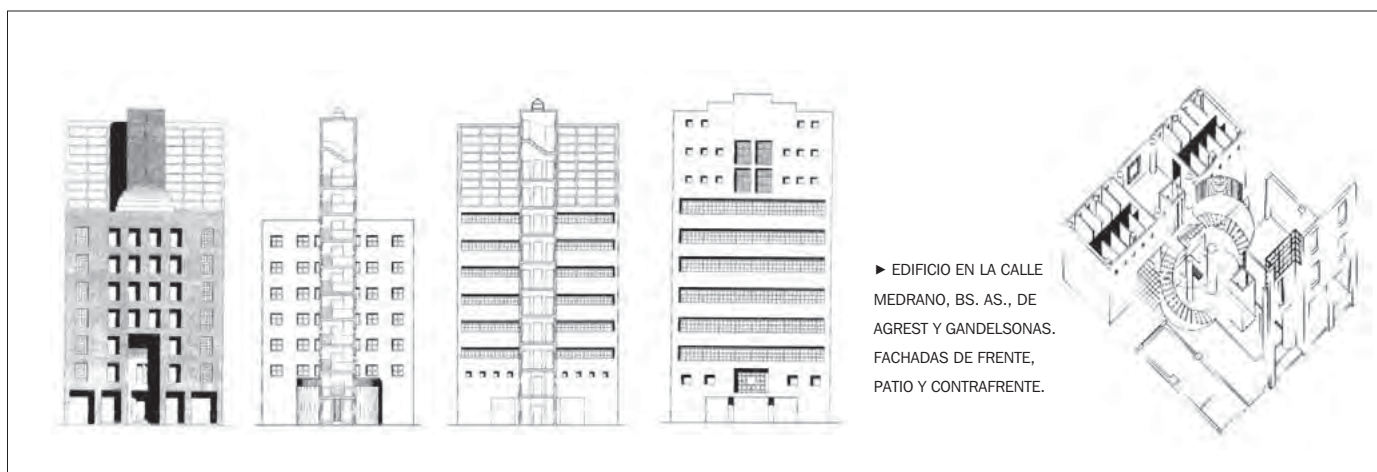 ► EDIFICIO EN LA CALLE
MEDRANO, BS. AS., DE
AGREST Y GANDELSONAS.
FACHADAS DE FRENTE,
PATIO Y CONTRAFRENTE.